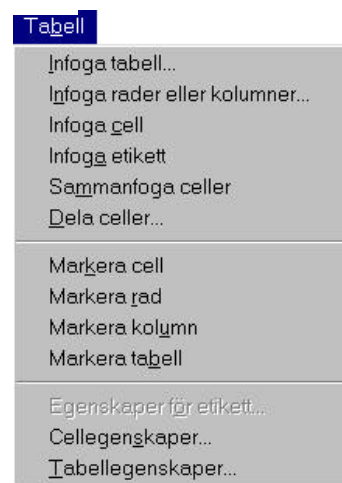 Tabell
Infoga tabell...
Infoga rader eller kolumner...
Infoga cell
Infoga etikett
Sammanfoga celler
Dela celler...
Markera cell
Markera rad
Markera kolumn
Markera tabell
Egenskaper för etikett...
Cellegenskaper...
Tabellegenskaper...